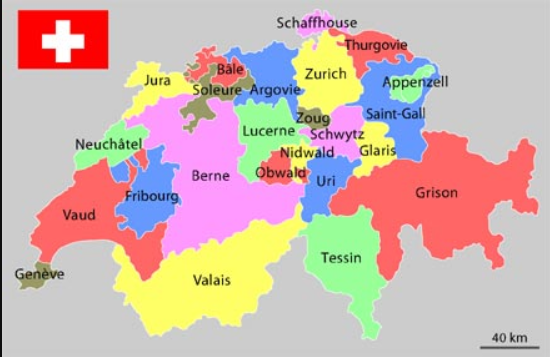 Schaffhouse
Thurgovie
Bâle
Jura
Zurich
Appenzell
Soleure
Argovie
Saint-Gall
Zoug
Lucerne
Schwytz
Neuchâtel
Nidwald
Glaris
Obwald
Berne
Uri
Fribourg
Grison
Vaud
Tessin
Genève
Valais
40 km